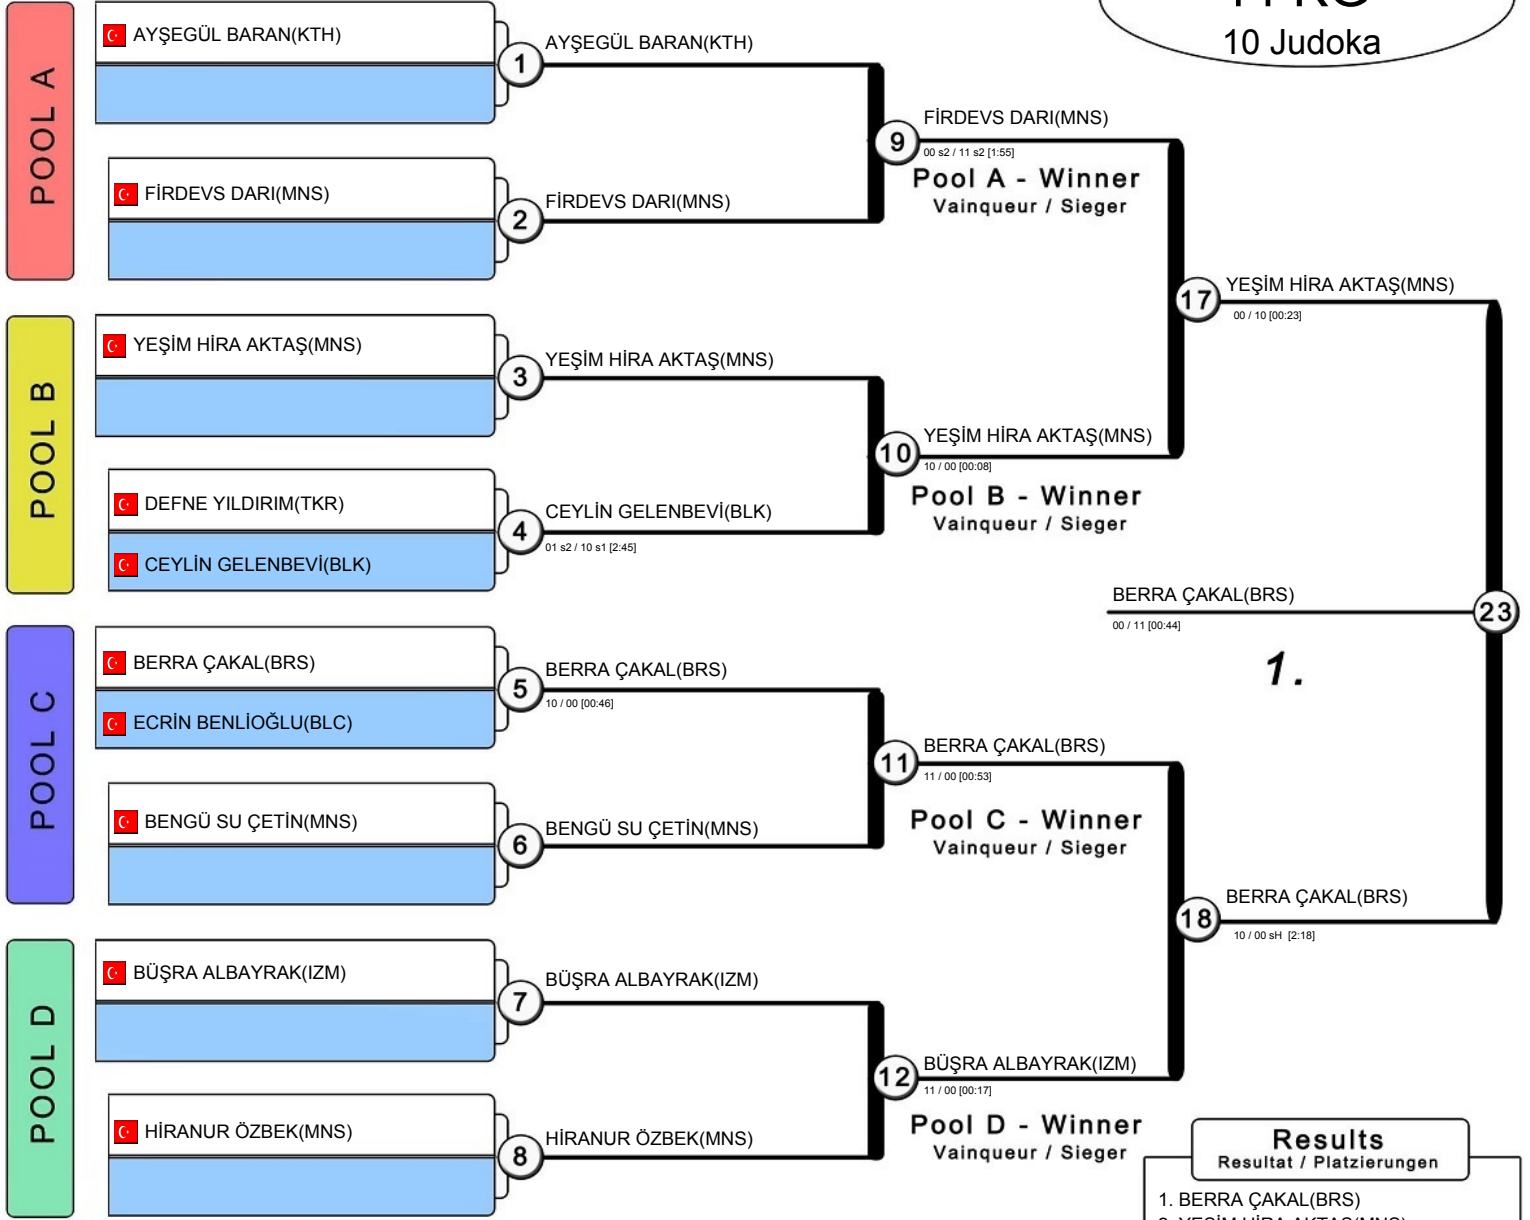 10 Judoka
POOL A
AYŞEGÜL BARAN(KTH)
1
AYŞEGÜL BARAN(KTH)
FİRDEVS DARI(MNS)
2
FİRDEVS DARI(MNS)
9
FİRDEVS DARI(MNS)
00 s2 / 11 s2 [1:55]
Pool A - Winner
Vainqueur / Sieger
POOL B
YEŞİM HİRA AKTAŞ(MNS)
3
YEŞİM HİRA AKTAŞ(MNS)
DEFNE YILDIRIM(TKR)
CEYLİN GELENBEVİ(BLK)
4
CEYLİN GELENBEVİ(BLK)
01 s2 / 10 s1 [2:45]
10
YEŞİM HİRA AKTAŞ(MNS)
10 / 00 [00:08]
Pool B - Winner
Vainqueur / Sieger
17
YEŞİM HİRA AKTAŞ(MNS)
00 / 10 [00:23]
POOL C
BERRA ÇAKAL(BRS)
ECRİN BENLİOĞLU(BLC)
5
BERRA ÇAKAL(BRS)
10 / 00 [00:46]
BENGÜ SU ÇETİN(MNS)
6
BENGÜ SU ÇETİN(MNS)
11
BERRA ÇAKAL(BRS)
11 / 00 [00:53]
Pool C - Winner
Vainqueur / Sieger
POOL D
BÜŞRA ALBAYRAK(IZM)
7
BÜŞRA ALBAYRAK(IZM)
HİRANUR ÖZBEK(MNS)
8
HİRANUR ÖZBEK(MNS)
12
BÜŞRA ALBAYRAK(IZM)
11 / 00 [00:17]
Pool D - Winner
Vainqueur / Sieger
18
BERRA ÇAKAL(BRS)
10 / 00 sH [2:18]
BERRA ÇAKAL(BRS)
23
00 / 11 [00:44]
1.
Results
Resultat / Platzierungen
1. BERRA ÇAKAL(BRS)
2. YEŞİM HİRA AKTAŞ(MNS)